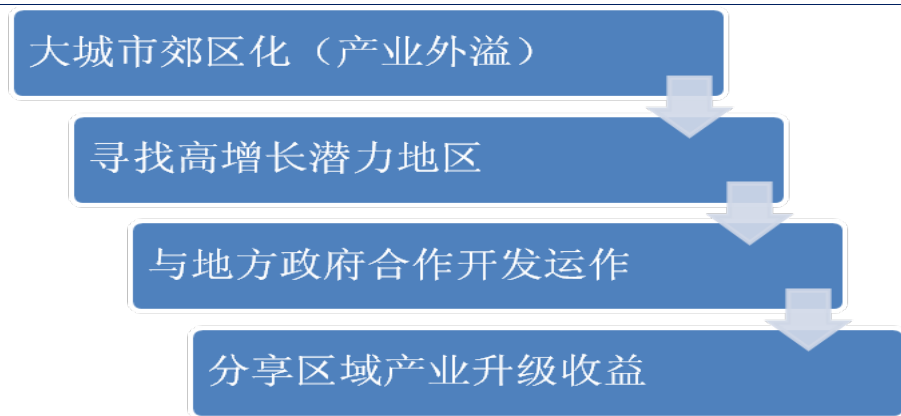 大城市郊区化（产业外溢）
寻找高增长潜力地区
与地方政府合作开发运作
分享区域产业升级收益